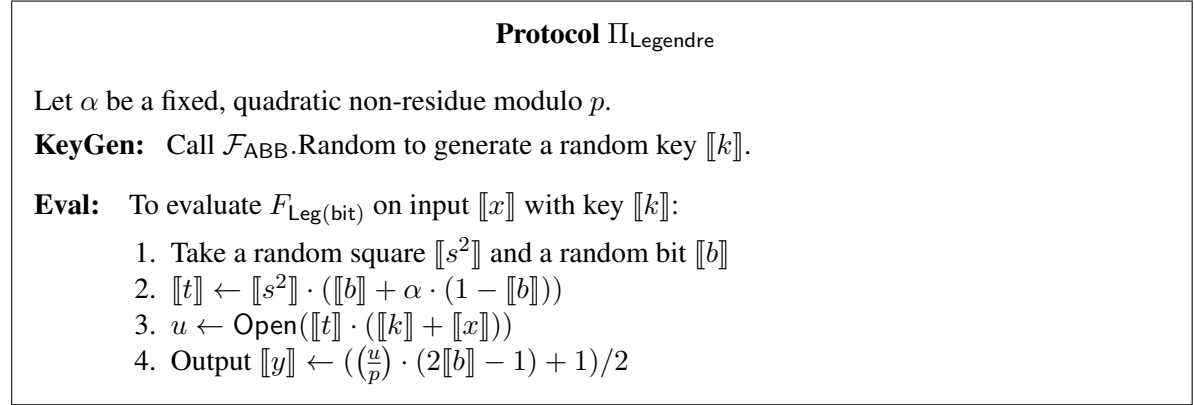 Protocol Π_Legendre
Let α be a fixed, quadratic non-residue modulo p.
KeyGen: Call F_ABB.Random to generate a random key ⟦k⟧.
Eval: To evaluate F_Leg(bit) on input ⟦x⟧ with key ⟦k⟧:
1. Take a random square ⟦s²⟧ and a random bit ⟦b⟧
2. ⟦t⟧ ← ⟦s²⟧ · (⟦b⟧ + α · (1 − ⟦b⟧))
3. u ← Open(⟦t⟧ · (⟦k⟧ + ⟦x⟧))
4. Output ⟦y⟧ ← ((u/p) · (2⟦b⟧ − 1) + 1)/2